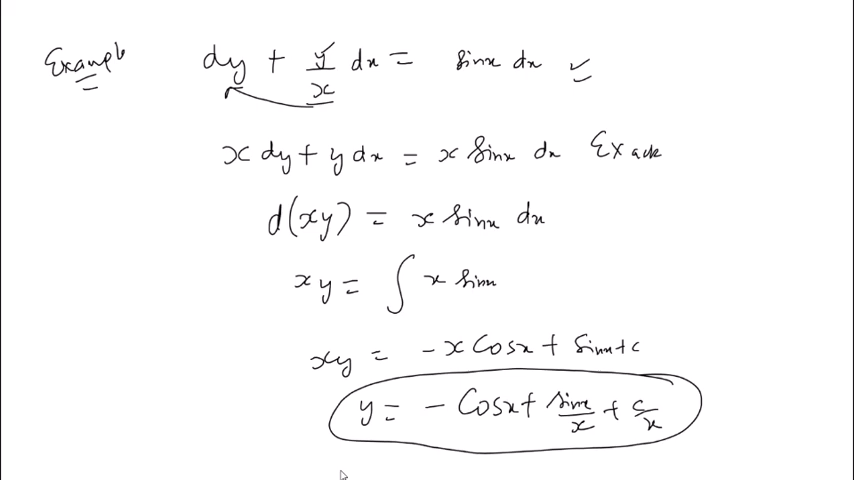 Example dy + y/x dx = sinx dx ✓
x dy + y dx = x sinx dx Exact
d(xy) = x sinx dx
xy = ∫ x sinx
xy = - x Cosx + sinx + c
y = - Cosx + sinx/x + c/x